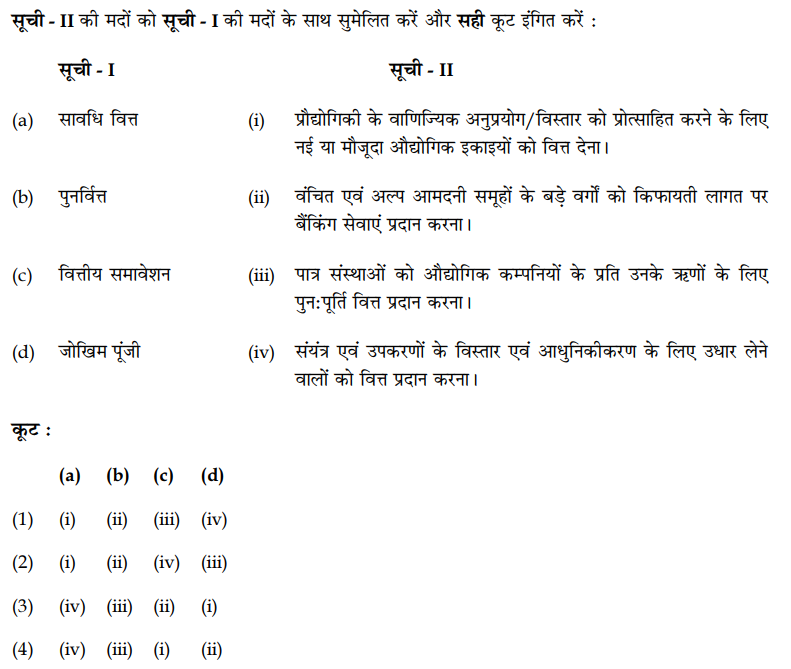 सूची - II की मदों को सूची - I की मदों के साथ सुमेलित करें और सही कूट इंगित करें :
सूची - I सूची - II
(a) सावधि वित्त (i) प्रौद्योगिकी के वाणिज्यिक अनुप्रयोग/विस्तार को प्रोत्साहित करने के लिए
नई या मौजूदा औद्योगिक इकाइयों को वित्त देना।
(b) पुनर्वित्त (ii) वंचित एवं अल्प आमदनी समूहों के बड़े वर्गों को किफायती लागत पर
बैंकिंग सेवाएं प्रदान करना।
(c) वित्तीय समावेशन (iii) पात्र संस्थाओं को औद्योगिक कम्पनियों के प्रति उनके ऋणों के लिए
पुन:पूर्ति वित्त प्रदान करना।
(d) जोखिम पूंजी (iv) संयंत्र एवं उपकरणों के विस्तार एवं आधुनिकीकरण के लिए उधार लेने
वालों को वित्त प्रदान करना।
कूट :
(a) (b) (c) (d)
(1) (i) (ii) (iii) (iv)
(2) (i) (ii) (iv) (iii)
(3) (iv) (iii) (ii) (i)
(4) (iv) (iii) (i) (ii)